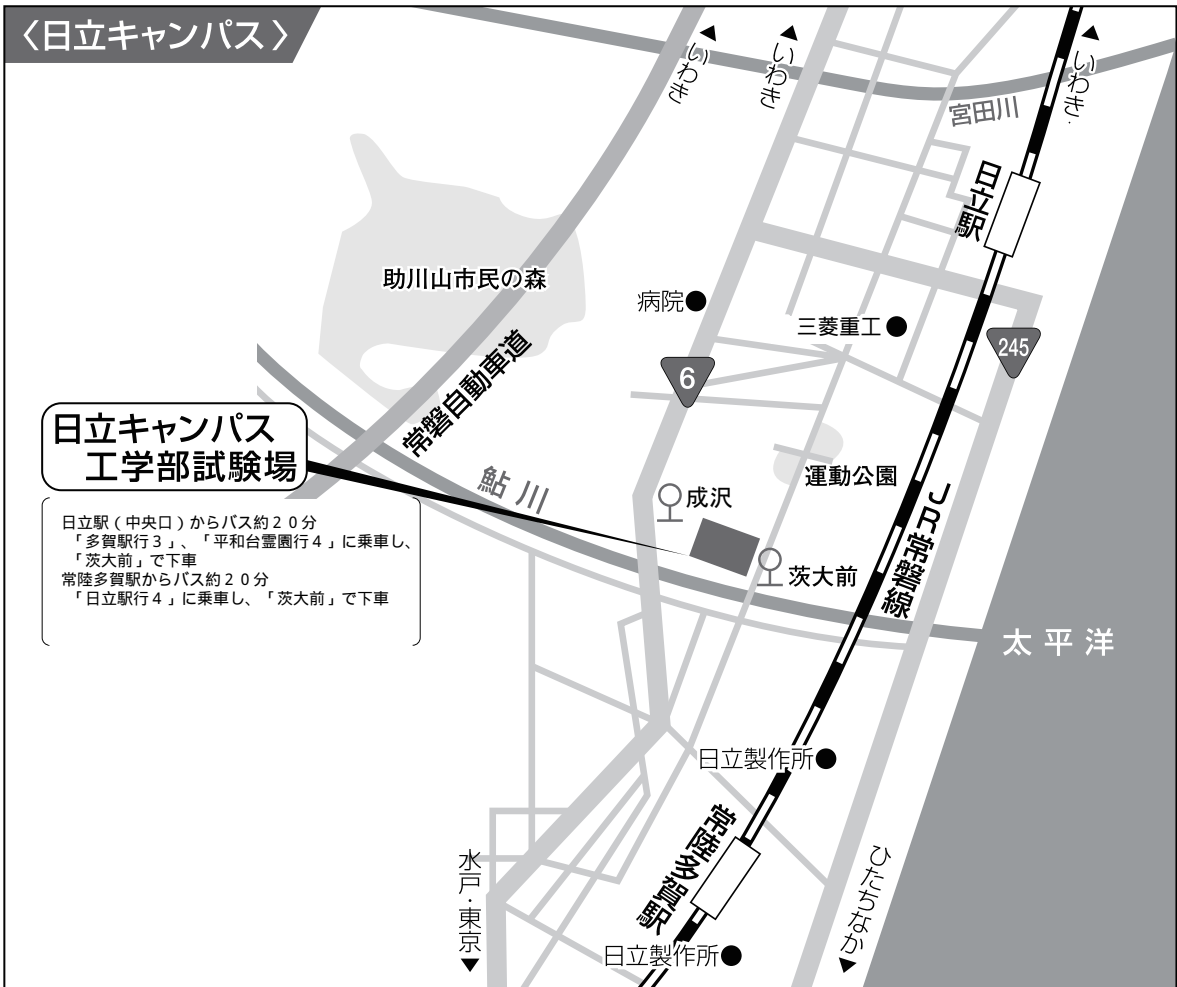 〈日立キャンパス〉
いわき
いわき
いわき
宮田川
日立駅
助川山市民の森
病院
三菱重工
245
6
常磐自動車道
日立キャンパス
工学部試験場
鮎川
成沢
運動公園
JR常磐線
日立駅（中央口）からバス約２０分
「多賀駅行３」、「平和台霊園行４」に乗車し、
「茨大前」で下車
常陸多賀駅からバス約２０分
「日立駅行４」に乗車し、「茨大前」で下車
茨大前
太平洋
日立製作所
常陸多賀駅
水戸・東京
ひたちなか
日立製作所